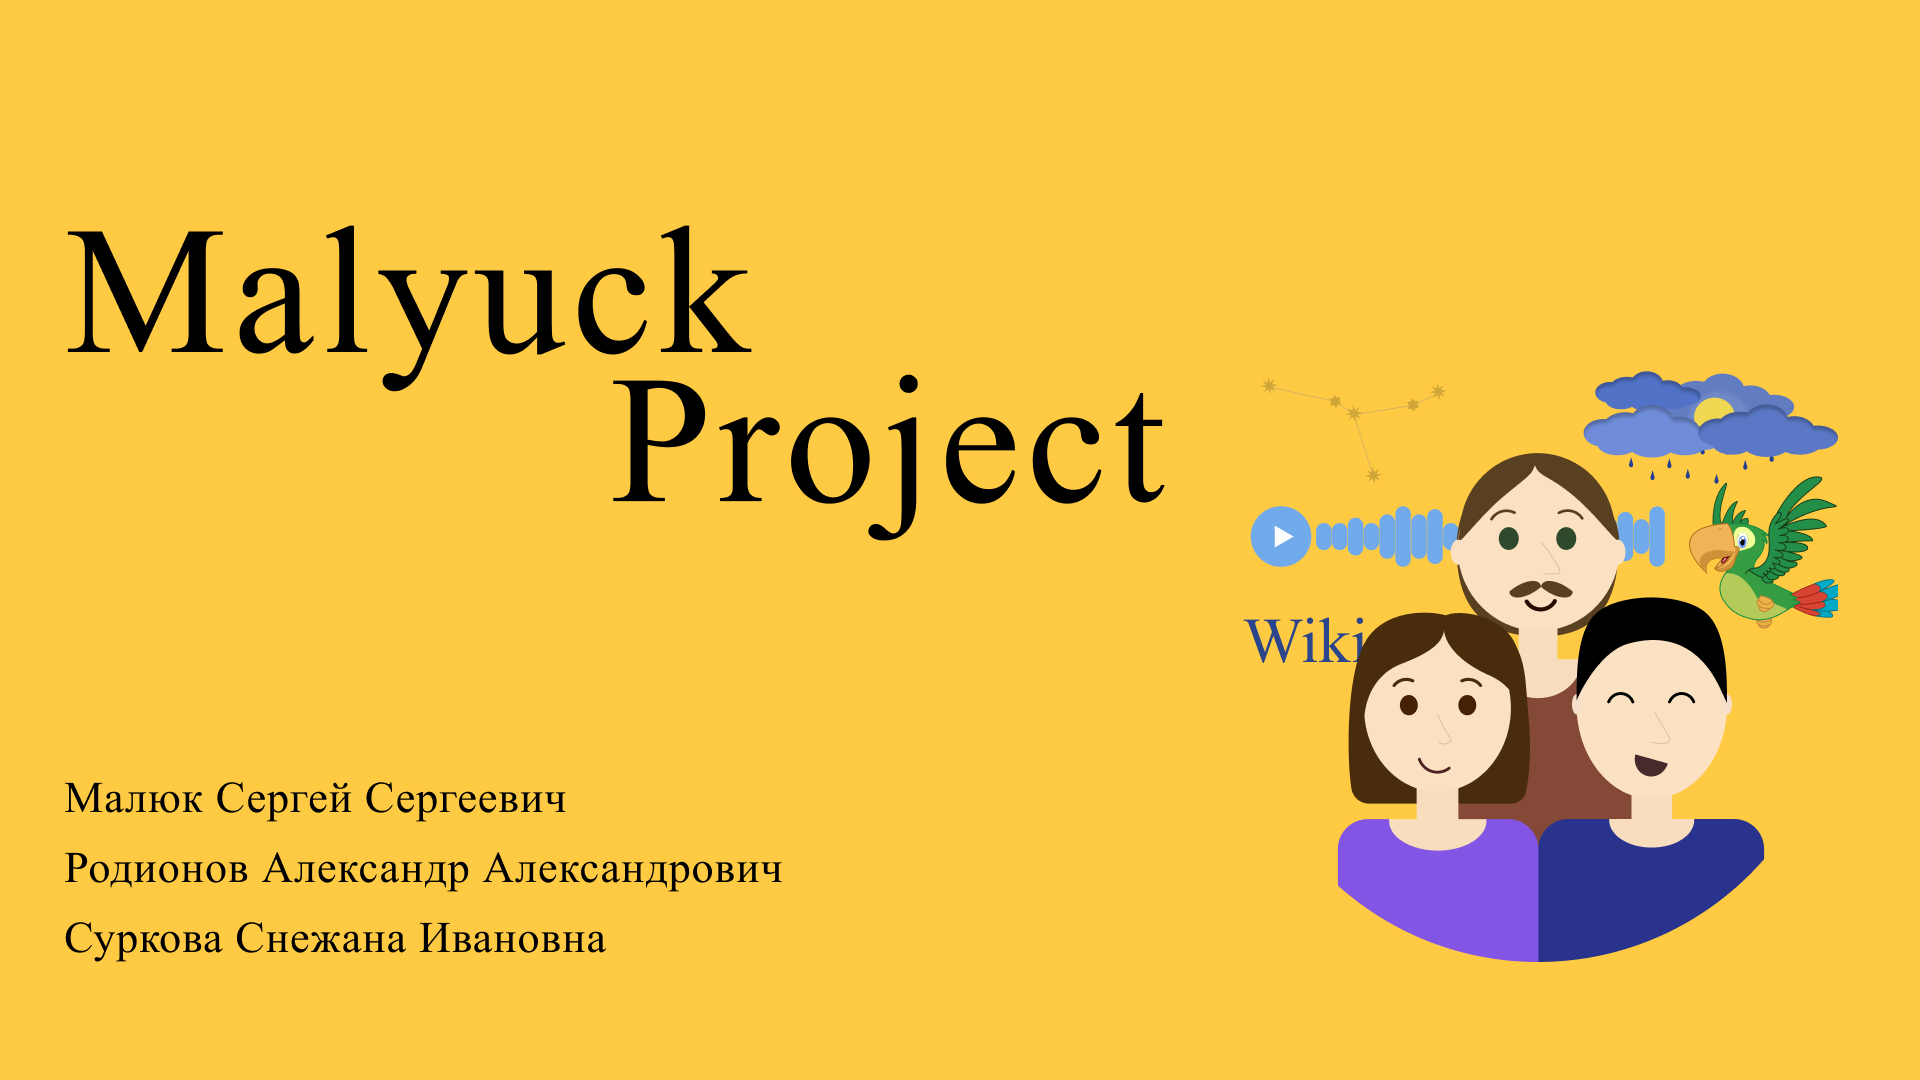 Malyuck
Project
Wiki
Малюк Сергей Сергеевич
Родионов Александр Александрович
Суркова Снежана Ивановна